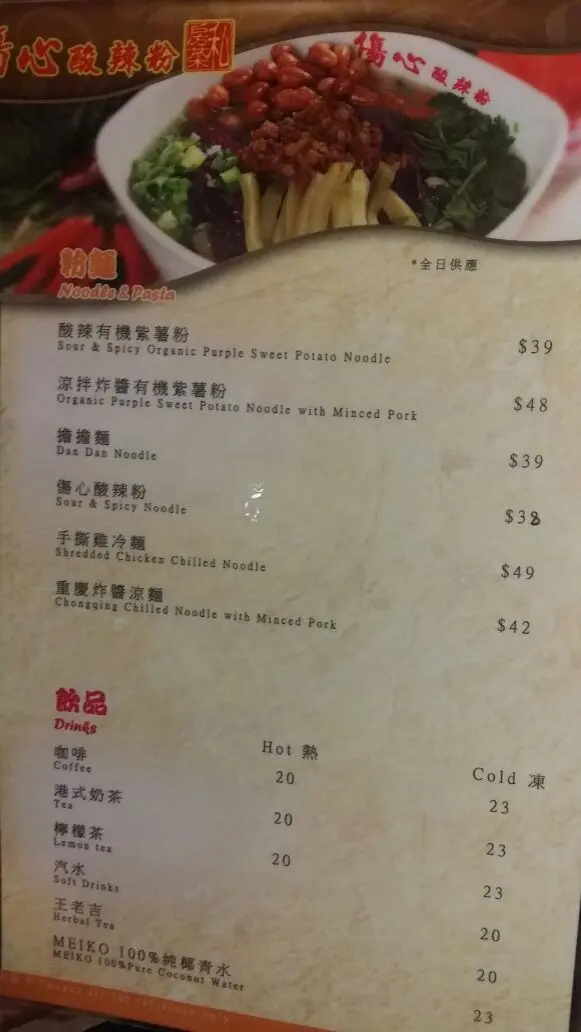 傷心酸辣粉
傷心酸辣粉
粉麵
Noodle & Pasta
*全日供應
酸辣有機紫薯粉
Sour & Spicy Organic Purple Sweet Potato Noodle $39
涼拌炸醬有機紫薯粉
Organic Purple Sweet Potato Noodle with Minced Pork $48
擔擔麵
Dan Dan Noodle $39
傷心酸辣粉
Sour & Spicy Noodle $38
手撕雞冷麵
Shredded Chicken Chilled Noodle $49
重慶炸醬涼麵
Chongqing Chilled Noodle with Minced Pork $42
飲品
Drinks
Hot 熱 Cold 凍
咖啡
Coffee 20 23
港式奶茶
Tea 20 23
檸檬茶
Lemon tea 20 23
汽水
Soft Drinks 20
王老吉
Herbal Tea 20
MEIKO 100%純椰青水
MEIKO 100%Pure Coconut Water 23